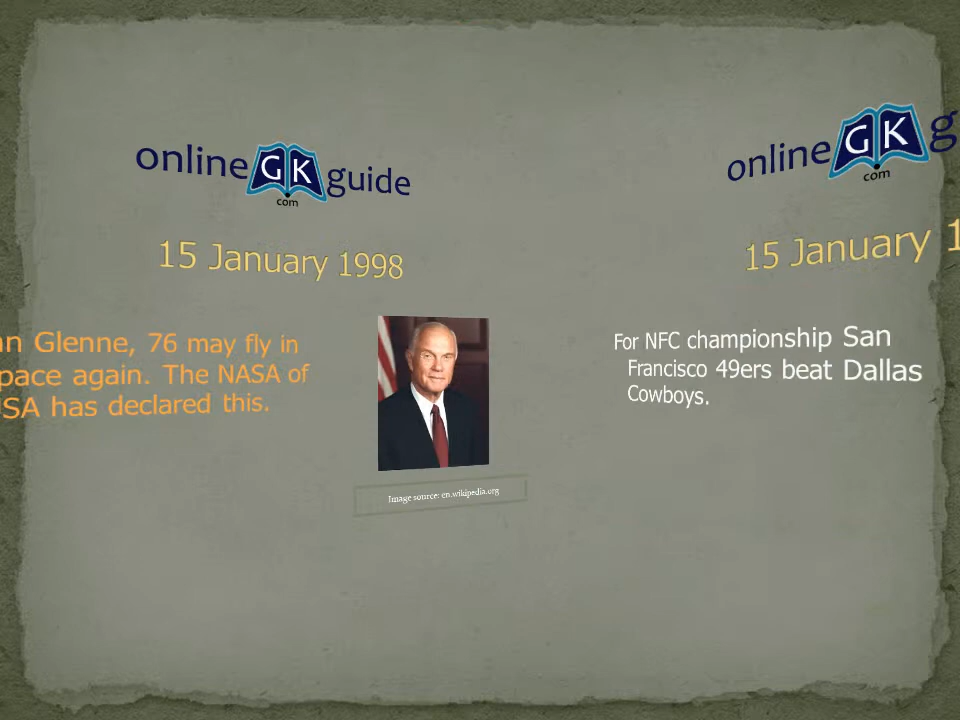 online GK guide
com
15 January 1998
Glenne, 76 may fly in
again. The NASA of
has declared this.
Image source: en.wikipedia.org
online GK g
com
15 January 1
For NFC championship San
Francisco 49ers beat Dallas
Cowboys.